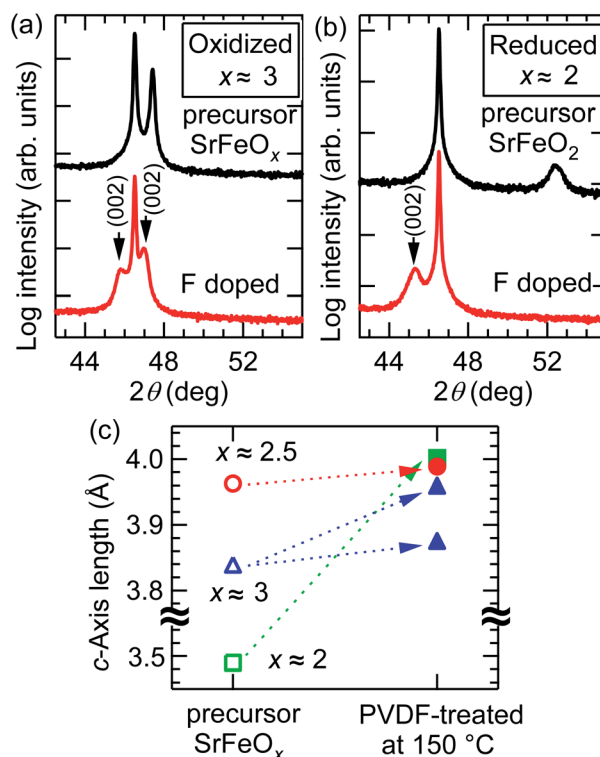 (a)
Oxidized
x ≈ 3
precursor
SrFeOₓ
(002)
(002)
F doped
Log intensity (arb. units)
44 48 52
2θ (deg)
(b)
Reduced
x ≈ 2
precursor
SrFeO₂
(002)
F doped
Log intensity (arb. units)
44 48 52
2θ (deg)
(c)
c-Axis length (Å)
4.0
3.9
3.8
3.5
x ≈ 2.5
x ≈ 3
x ≈ 2
precursor
SrFeOₓ
PVDF-treated
at 150 °C